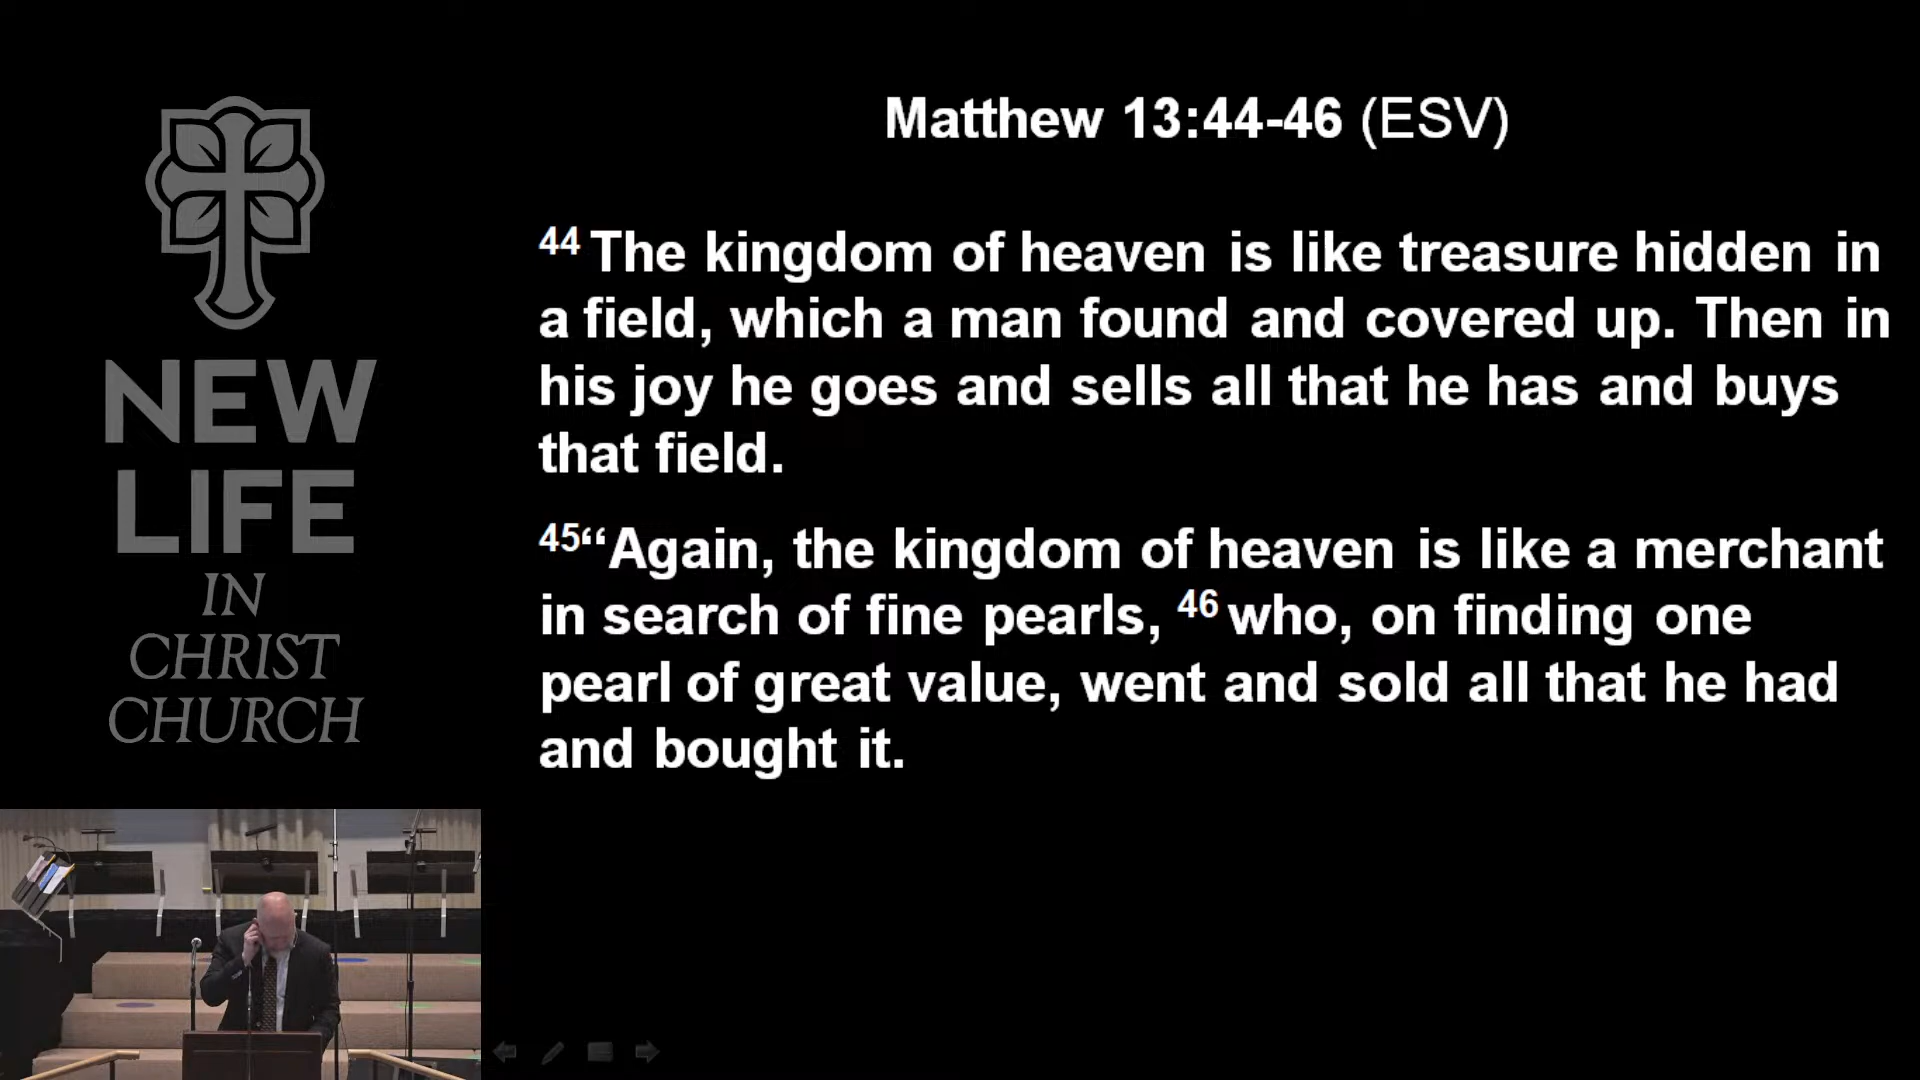 Matthew 13:44-46 (ESV)
44 The kingdom of heaven is like treasure hidden in
a field, which a man found and covered up. Then in
his joy he goes and sells all that he has and buys
that field.
45“Again, the kingdom of heaven is like a merchant
in search of fine pearls, 46 who, on finding one
pearl of great value, went and sold all that he had
and bought it.
NEW
LIFE
IN
CHRIST
CHURCH